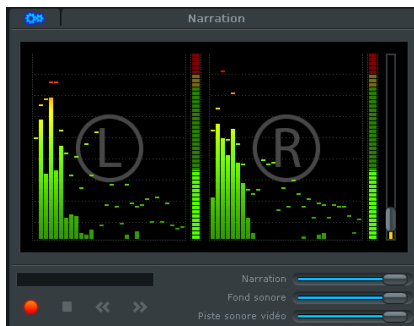 Narration
L
R
Narration
Fond sonore
Piste sonore vidéo